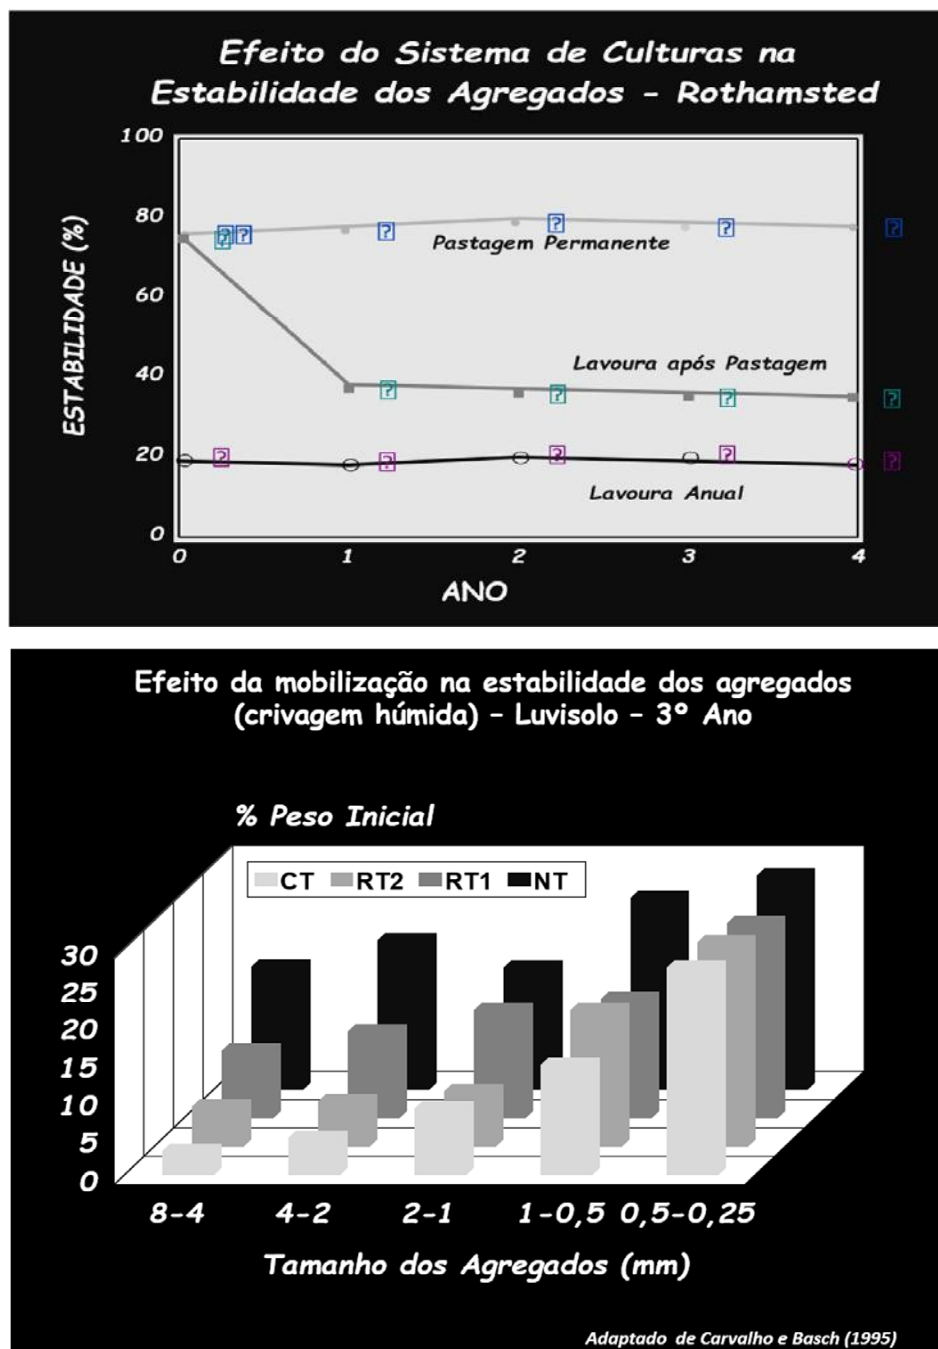 Efeito do Sistema de Culturas na
Estabilidade dos Agregados - Rothamsted
ESTABILIDADE (%)
100
80
60
40
20
0
Pastagem Permanente
Lavoura após Pastagem
Lavoura Anual
0 1 2 3 4
ANO
Efeito da mobilização na estabilidade dos agregados
(crivagem húmida) – Luvisolo – 3º Ano
% Peso Inicial
CT RT2 RT1 NT
30
25
20
15
10
5
0
8-4 4-2 2-1 1-0,5 0,5-0,25
Tamanho dos Agregados (mm)
Adaptado de Carvalho e Basch (1995)